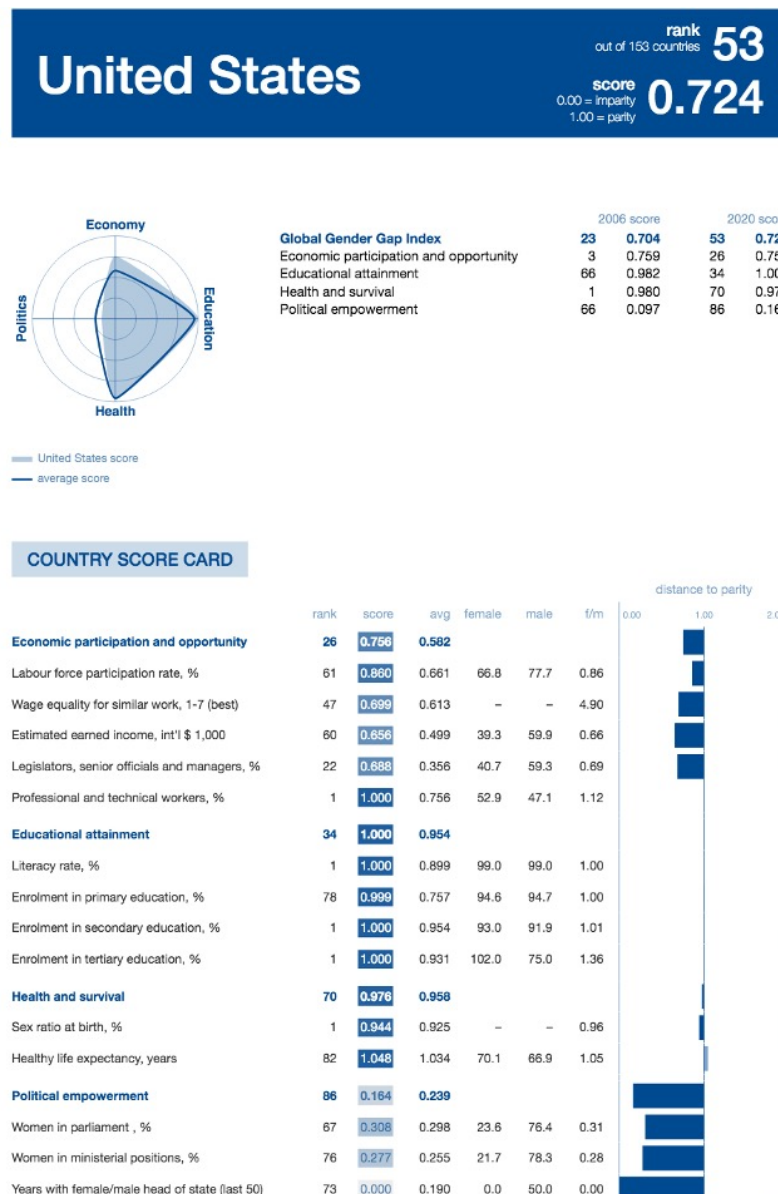 United States
rank
out of 153 countries
53
score
0.00 = imparity
1.00 = parity
0.724
Economy
Politics
Education
Health
United States score
average score
2006 score 2020 sco
Global Gender Gap Index 23 0.704 53 0.72
Economic participation and opportunity 3 0.759 26 0.75
Educational attainment 66 0.982 34 1.00
Health and survival 1 0.980 70 0.97
Political empowerment 66 0.097 86 0.16
COUNTRY SCORE CARD
distance to parity
rank score avg female male f/m 0.00 1.00 2.0
Economic participation and opportunity 26 0.756 0.582
Labour force participation rate, % 61 0.860 0.661 66.8 77.7 0.86
Wage equality for similar work, 1-7 (best) 47 0.699 0.613 – – 4.90
Estimated earned income, int'l $ 1,000 60 0.656 0.499 39.3 59.9 0.66
Legislators, senior officials and managers, % 22 0.688 0.356 40.7 59.3 0.69
Professional and technical workers, % 1 1.000 0.756 52.9 47.1 1.12
Educational attainment 34 1.000 0.954
Literacy rate, % 1 1.000 0.899 99.0 99.0 1.00
Enrolment in primary education, % 78 0.999 0.757 94.6 94.7 1.00
Enrolment in secondary education, % 1 1.000 0.954 93.0 91.9 1.01
Enrolment in tertiary education, % 1 1.000 0.931 102.0 75.0 1.36
Health and survival 70 0.976 0.958
Sex ratio at birth, % 1 0.944 0.925 – – 0.96
Healthy life expectancy, years 82 1.048 1.034 70.1 66.9 1.05
Political empowerment 86 0.164 0.239
Women in parliament , % 67 0.308 0.298 23.6 76.4 0.31
Women in ministerial positions, % 76 0.277 0.255 21.7 78.3 0.28
Years with female/male head of state (last 50) 73 0.000 0.190 0.0 50.0 0.00